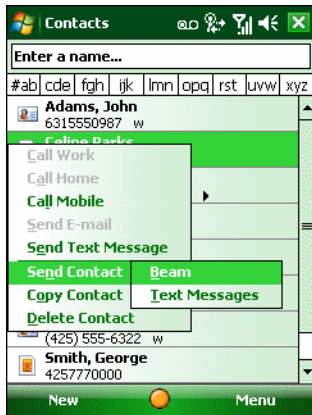 Contacts
Enter a name...
#ab cde fgh ijk lmn opq rst uvw xyz
Adams, John
6315550987 w
Celine Parks
Call Work
Call Home
Call Mobile
Send E-mail
Send Text Message
Send Contact
Beam
Copy Contact
Text Messages
Delete Contact
(425) 555-6322 w
Smith, George
4257770000
New Menu